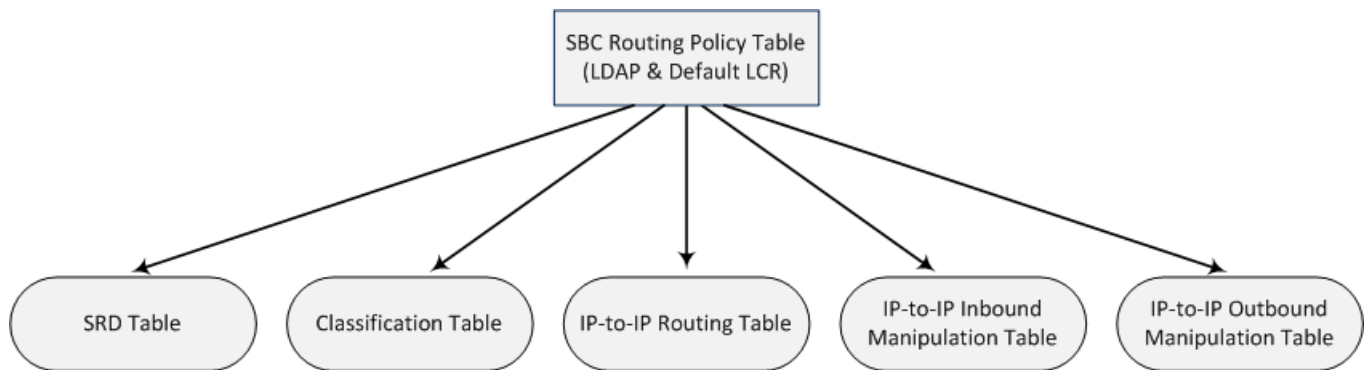 SBC Routing Policy Table
(LDAP & Default LCR)
SRD Table
Classification Table
IP-to-IP Routing Table
IP-to-IP Inbound
Manipulation Table
IP-to-IP Outbound
Manipulation Table